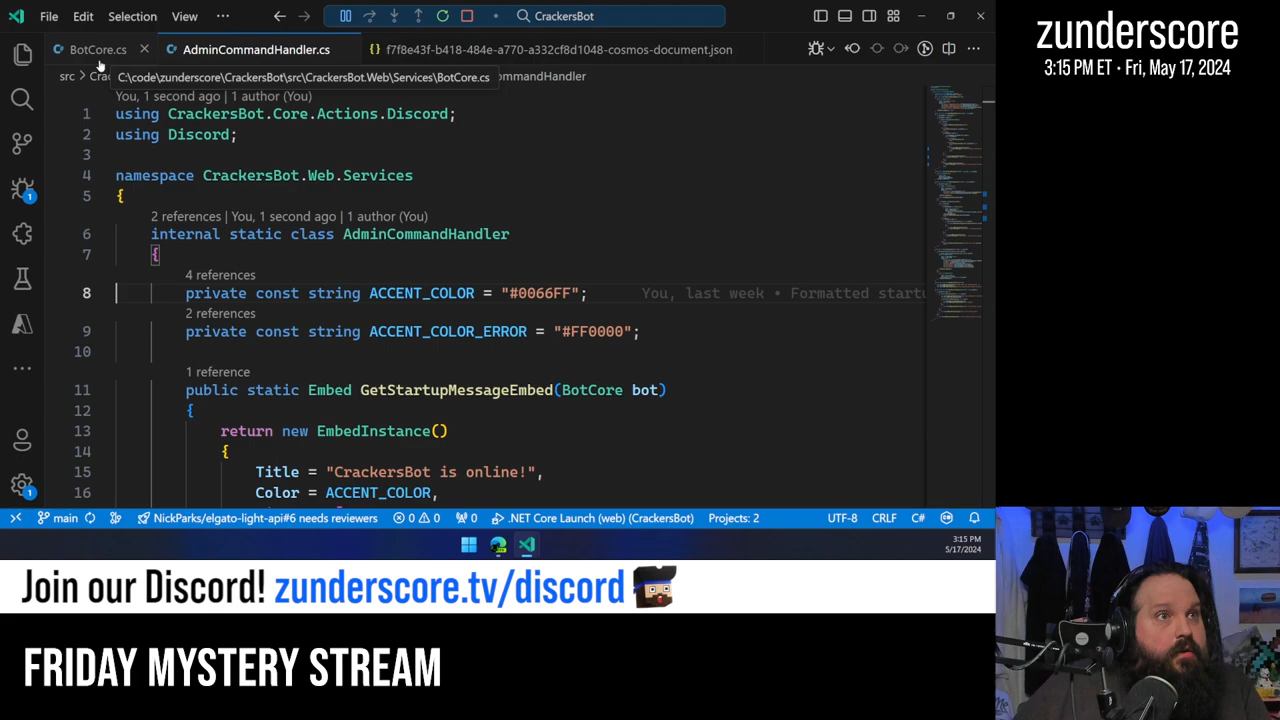 File Edit Selection View ··· CrackersBot
zunderscore
3:15 PM ET • Fri, May 17, 2024
BotCore.cs AdminCommandHandler.cs f7f8e43f-b418-484e-a770-a332cf8d1048-cosmos-document.json
src > Cra ommandHandler
C:\code\zunderscore\CrackersBot\src\CrackersBot.Web\Services\BotCore.cs
You, 1 second ago | 1 author (You)
1 using CrackersBot.Core.Actions.Discord;
2 using Discord;
3
4 namespace CrackersBot.Web.Services
5 {
2 references | You, 1 second ago | 1 author (You)
6 internal static class AdminCommandHandler
7 {
4 references
8 private const string ACCENT_COLOR = "#0066FF"; You, last week • Formatted startu
2 references
9 private const string ACCENT_COLOR_ERROR = "#FF0000";
10
1 reference
11 public static Embed GetStartupMessageEmbed(BotCore bot)
12 {
13 return new EmbedInstance()
14 {
15 Title = "CrackersBot is online!",
16 Color = ACCENT_COLOR,
1
1
main NickParks/elgato-light-api#6 needs reviewers 0 0 0 .NET Core Launch (web) (CrackersBot) Projects: 2 UTF-8 CRLF C#
3:15 PM
5/17/2024
Join our Discord! zunderscore.tv/discord
FRIDAY MYSTERY STREAM